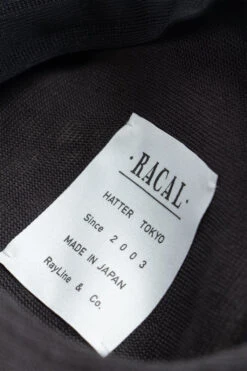 ·RACAL·
HATTER TOKYO
Since 2003
MADE IN JAPAN
RayLine & Co.